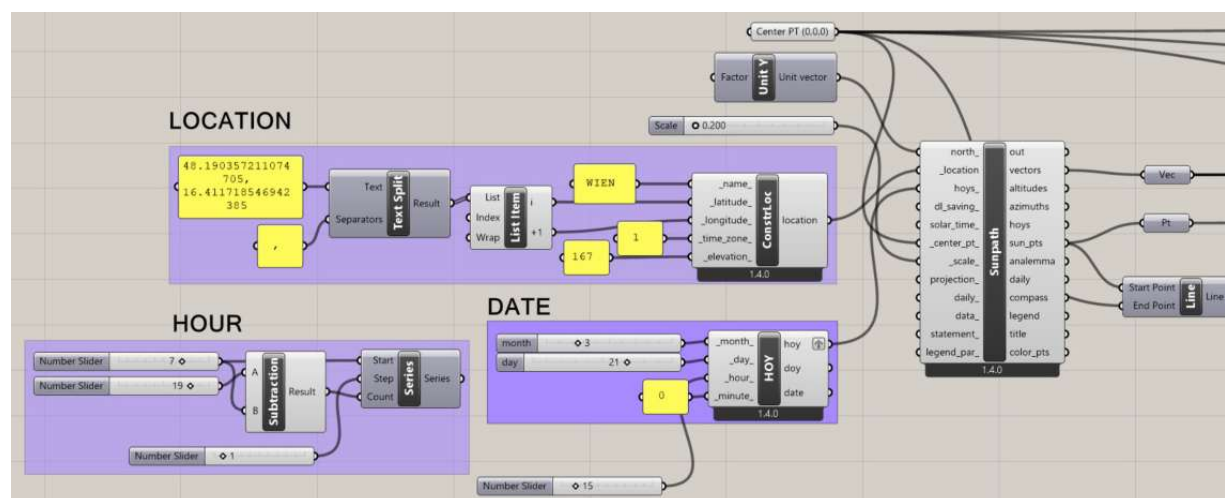 Center PT (0,0,0)
Factor
Unit Y
Unit vector
Scale
0.200
LOCATION
48.190357211074
705,
16.411718546942
385
,
Text
Separators
Text Split
Result
List
Index
Wrap
List Item
i
+1
WIEN
1
167
_name_
_latitude_
_longitude_
_time_zone_
_elevation_
ConstrLoc
location
1.4.0
north_
_location
hoys_
dl_saving_
solar_time_
_center_pt_
_scale_
projection_
daily_
data_
statement_
legend_par_
Sunpath
out
vectors
altitudes
azimuths
hoys
sun_pts
analemma
daily
compass
legend
title
color_pts
1.4.0
Vec
Pt
Start Point
End Point
Line
Line
HOUR
Number Slider
7
Number Slider
19
A
B
Subtraction
Result
Start
Step
Count
Series
Series
Number Slider
1
DATE
month
3
day
21
0
_month_
_day_
_hour_
_minute_
HOY
hoy
doy
date
1.4.0
Number Slider
15